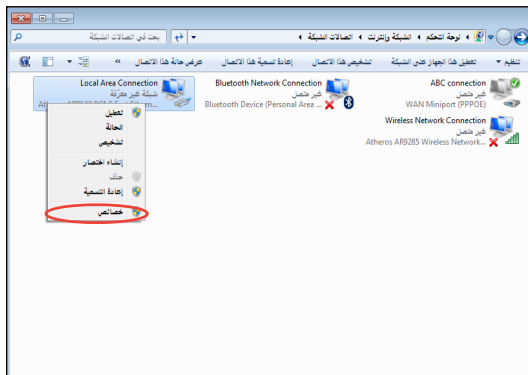 لوحة التحكم
الشبكة وإنترنت
اتصالات الشبكة
بحث في اتصالات الشبكة
تنظيم
تعطيل هذا الجهاز على الشبكة
تشخيص هذا الاتصال
إعادة تسمية هذا الاتصال
عرض حالة هذا الاتصال
»
ABC connection
غير متصل
WAN Miniport (PPPOE)
Bluetooth Network Connection
غير متصل
Bluetooth Device (Personal Area ...
Local Area Connection
شبكة غير معرّفة
Wireless Network Connection
غير متصل
Atheros AR9285 Wireless Network...
تعطيل
الحالة
تشخيص
إنشاء اختصار
حذف
إعادة التسمية
خصائص